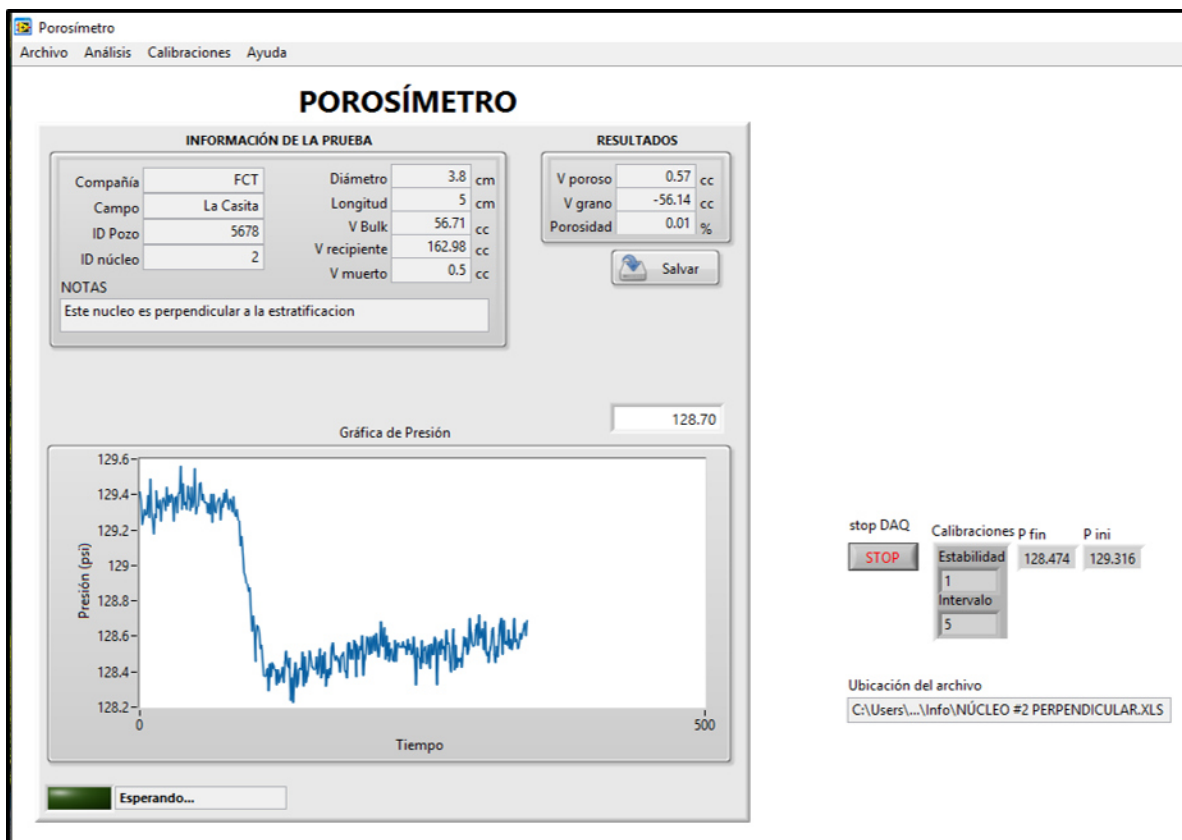 Porosímetro
Archivo Análisis Calibraciones Ayuda
POROSÍMETRO
INFORMACIÓN DE LA PRUEBA
Compañía FCT
Campo La Casita
ID Pozo 5678
ID núcleo 2
Diámetro 3.8 cm
Longitud 5 cm
V Bulk 56.71 cc
V recipiente 162.98 cc
V muerto 0.5 cc
NOTAS
Este nucleo es perpendicular a la estratificacion
RESULTADOS
V poroso 0.57 cc
V grano -56.14 cc
Porosidad 0.01 %
Salvar
128.70
Gráfica de Presión
Presión (psi)
129.6
129.4
129.2
129
128.8
128.6
128.4
128.2
0 500
Tiempo
Esperando...
stop DAQ
STOP
Calibraciones
Estabilidad
1
Intervalo
5
P fin
128.474
P ini
129.316
Ubicación del archivo
C:\Users\...\Info\NÚCLEO #2 PERPENDICULAR.XLS